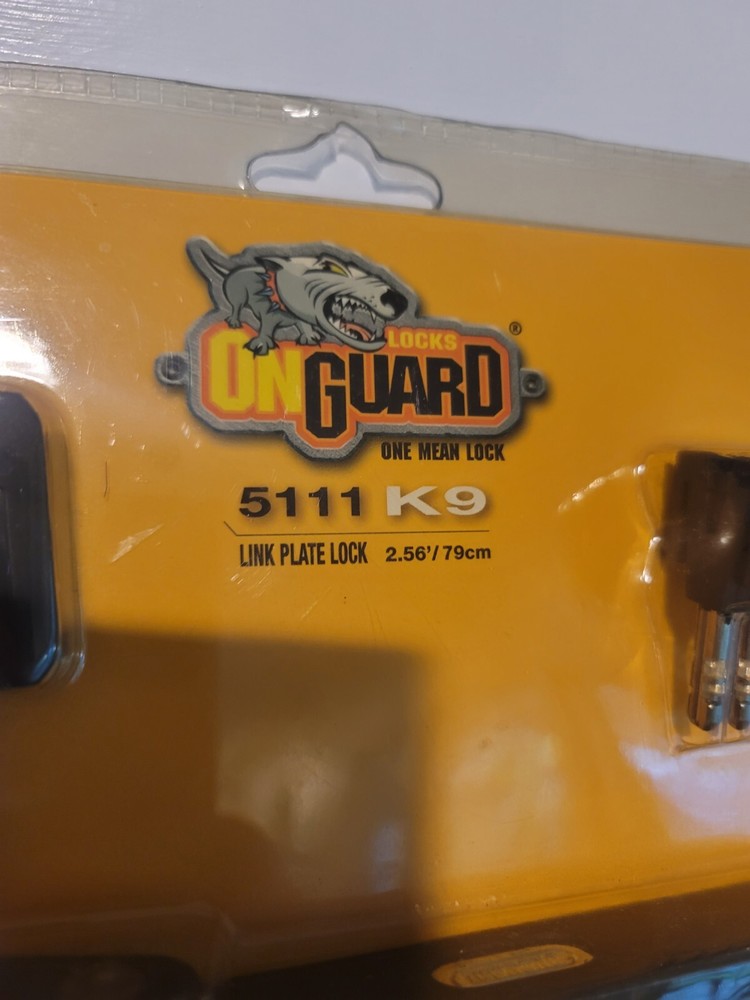 LOCKS
ONGUARD®
ONE MEAN LOCK
5111 K9
LINK PLATE LOCK 2.56'/79cm